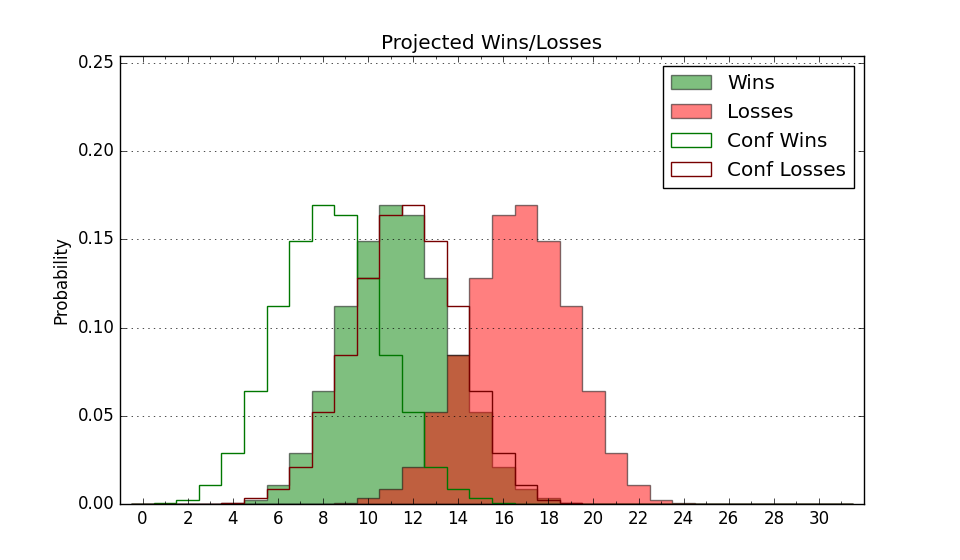 Projected Wins/Losses
0.25
0.20
0.15
0.10
0.05
0.00
Probability
Wins
Losses
Conf Wins
Conf Losses
0 2 4 6 8 10 12 14 16 18 20 22 24 26 28 30